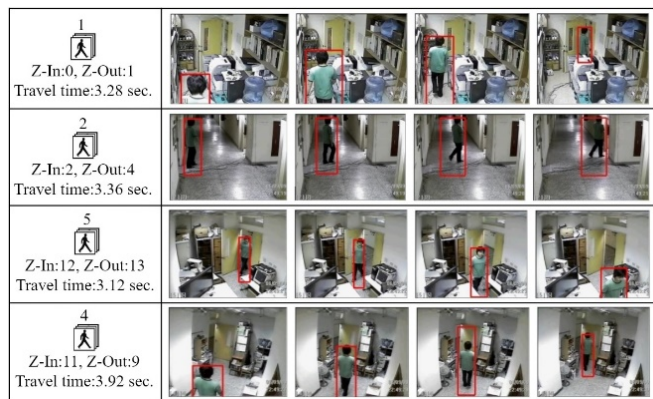 1
Z-In:0, Z-Out:1
Travel time:3.28 sec.
2
Z-In:2, Z-Out:4
Travel time:3.36 sec.
5
Z-In:12, Z-Out:13
Travel time:3.12 sec.
4
Z-In:11, Z-Out:9
Travel time:3.92 sec.